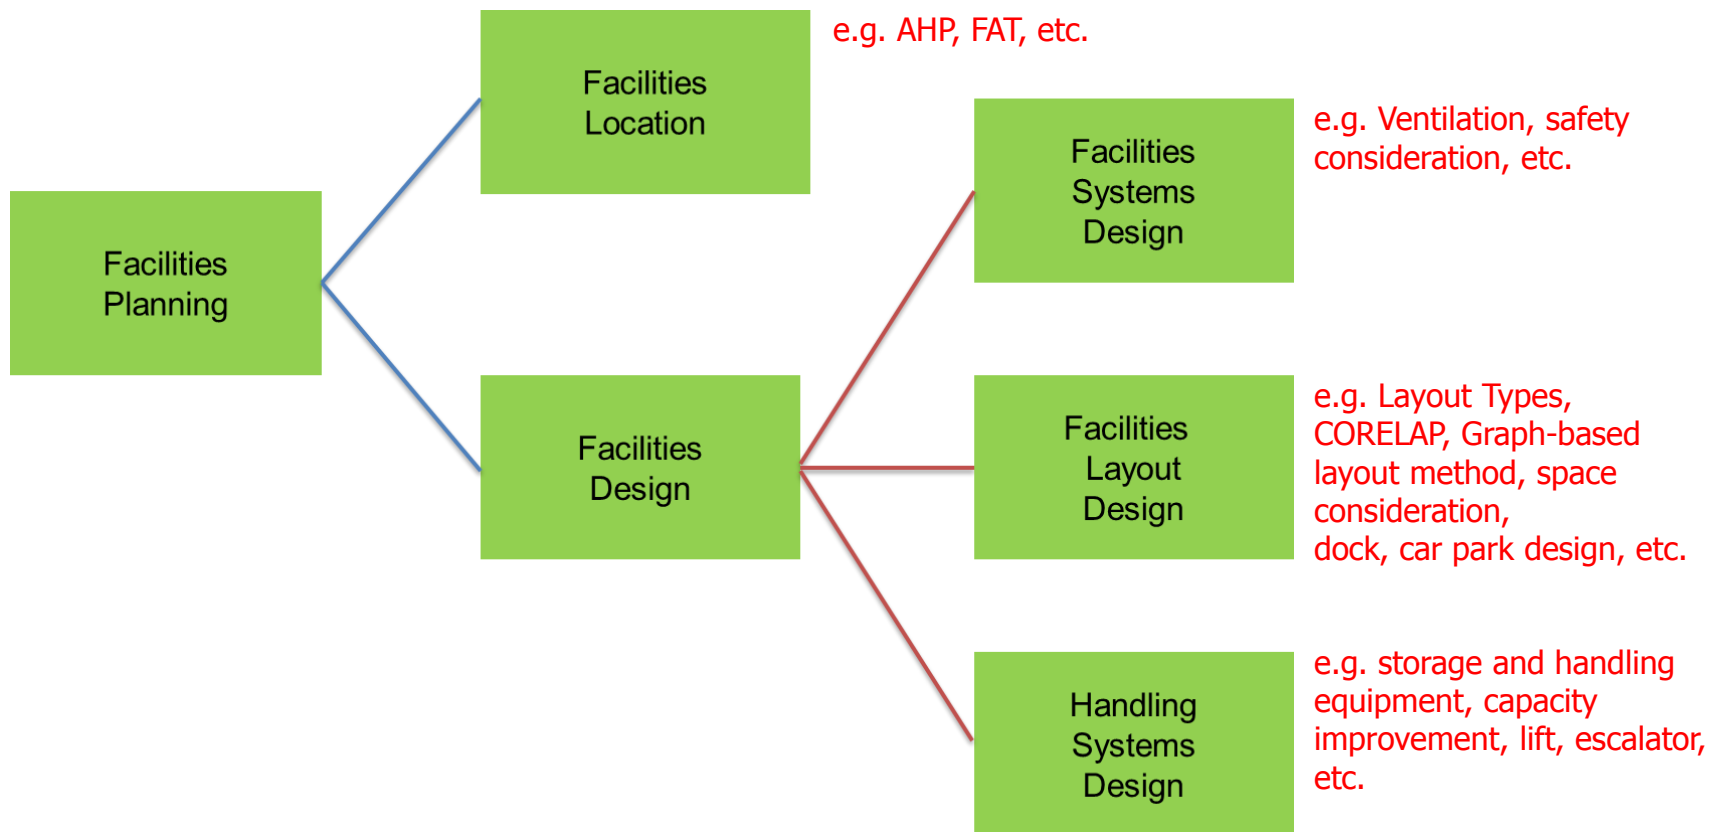 Facilities
Planning
Facilities
Location
e.g. AHP, FAT, etc.
Facilities
Design
Facilities
Systems
Design
e.g. Ventilation, safety
consideration, etc.
Facilities
Layout
Design
e.g. Layout Types,
CORELAP, Graph-based
layout method, space
consideration,
dock, car park design, etc.
Handling
Systems
Design
e.g. storage and handling
equipment, capacity
improvement, lift, escalator,
etc.